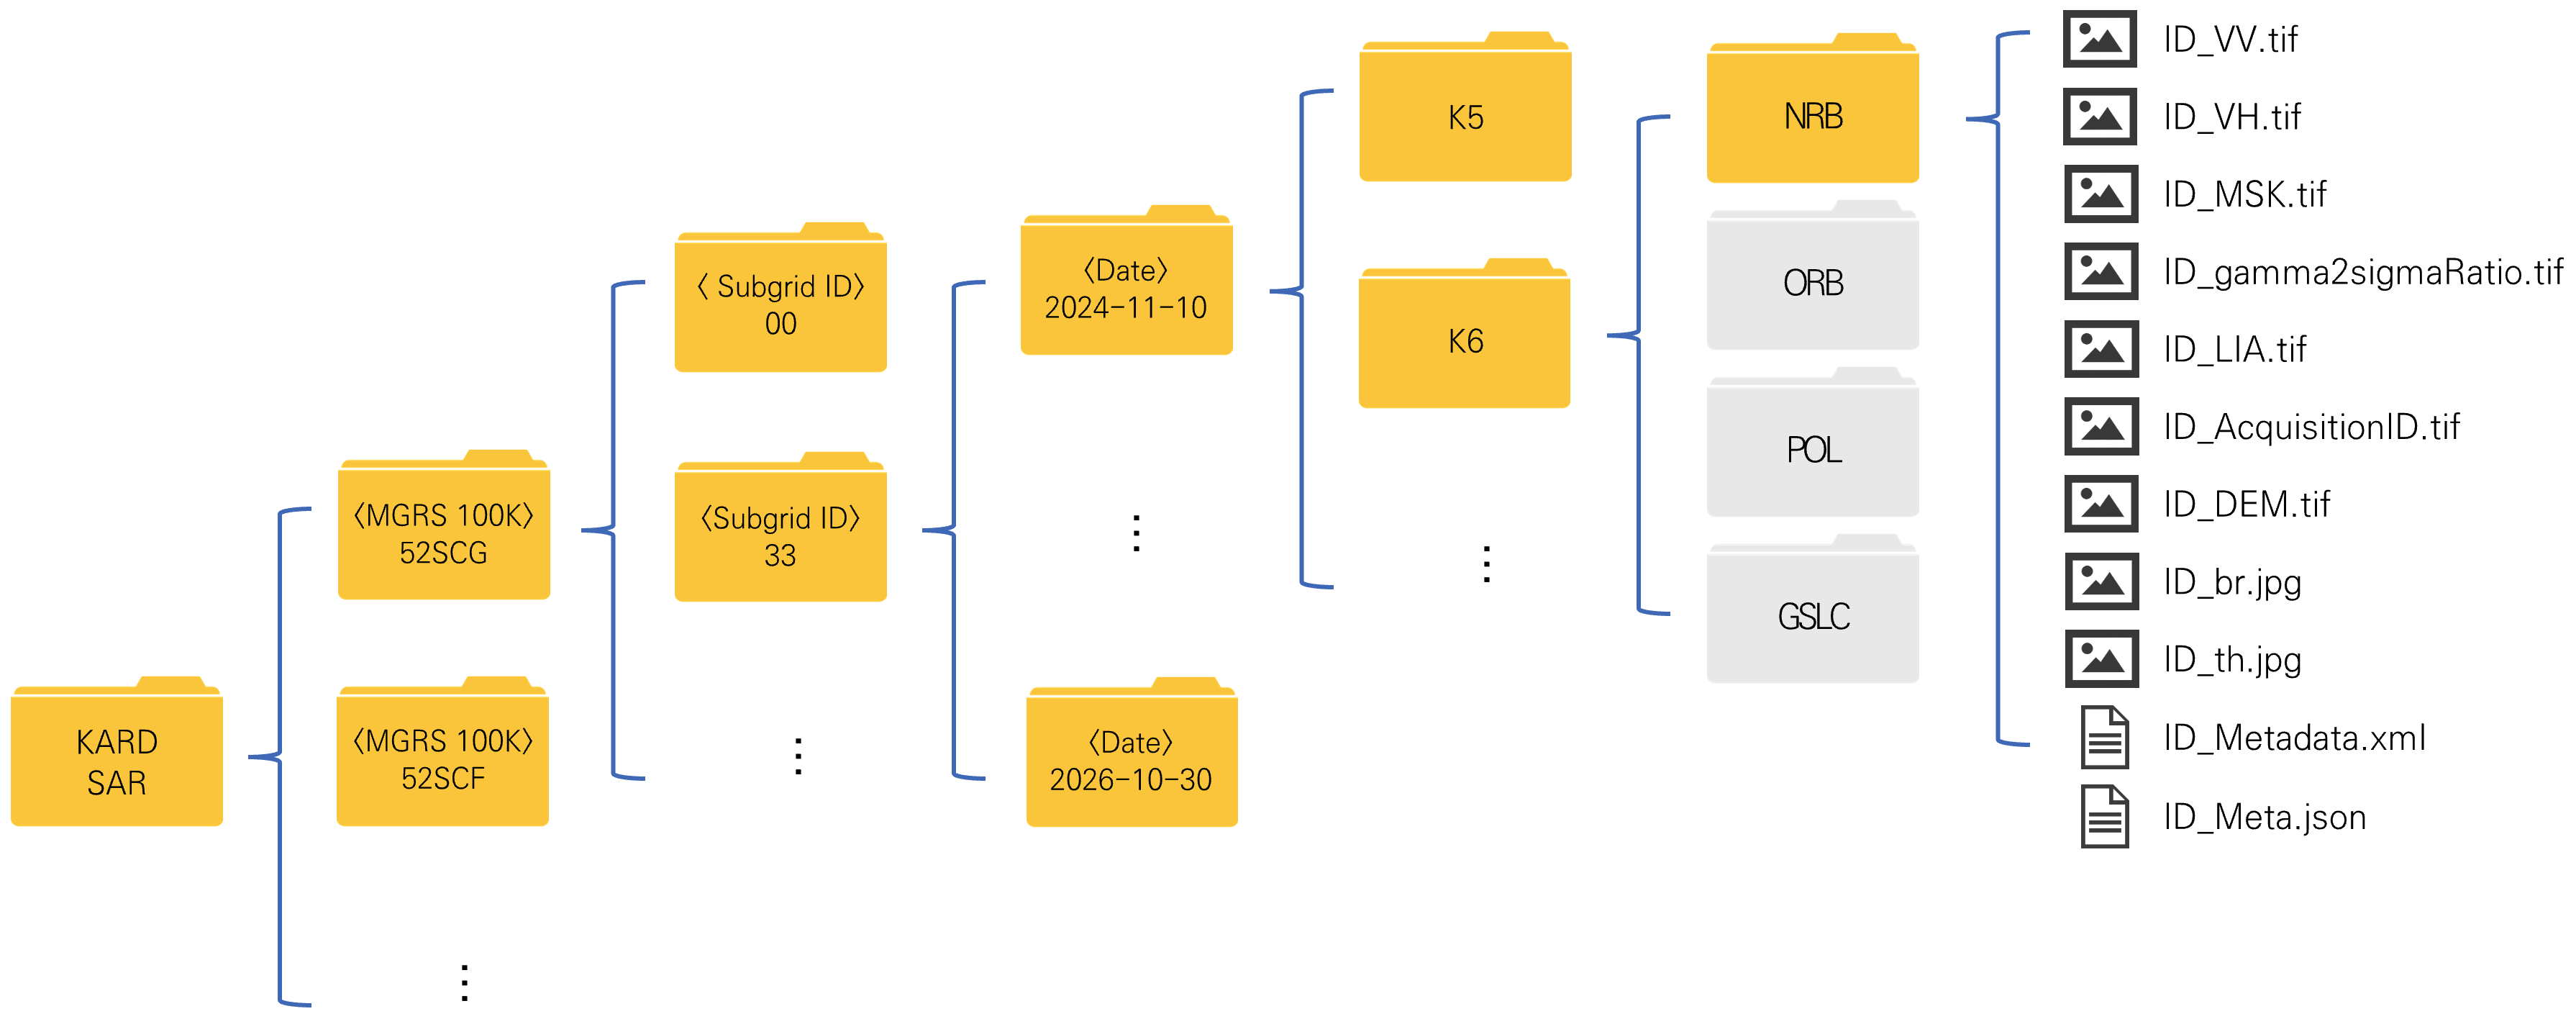 KARD
SAR
〈MGRS 100K〉
52SCG
〈MGRS 100K〉
52SCF
〈 Subgrid ID〉
00
〈Subgrid ID〉
33
〈Date〉
2024-11-10
〈Date〉
2026-10-30
K5
K6
NRB
ORB
POL
GSLC
ID_VV.tif
ID_VH.tif
ID_MSK.tif
ID_gamma2sigmaRatio.tif
ID_LIA.tif
ID_AcquisitionID.tif
ID_DEM.tif
ID_br.jpg
ID_th.jpg
ID_Metadata.xml
ID_Meta.json